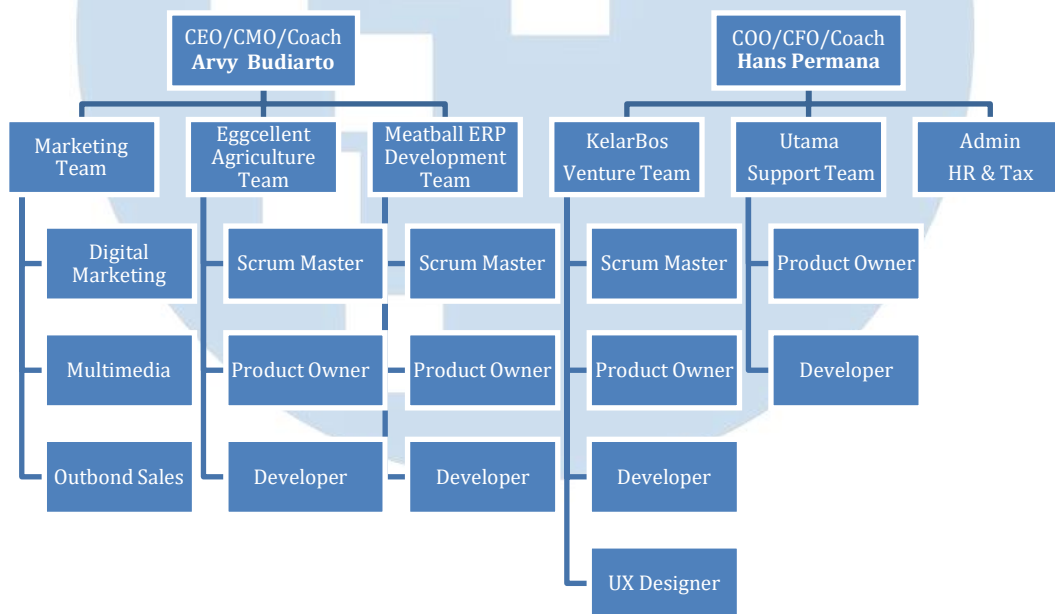 CEO/CMO/Coach
Arvy Budiarto
COO/CFO/Coach
Hans Permana
Marketing
Team
Eggcellent
Agriculture
Team
Meatball ERP
Development
Team
KelarBos
Venture Team
Utama
Support Team
Admin
HR & Tax
Digital
Marketing
Scrum Master
Scrum Master
Scrum Master
Product Owner
Multimedia
Product Owner
Product Owner
Product Owner
Developer
Outbond Sales
Developer
Developer
Developer
UX Designer